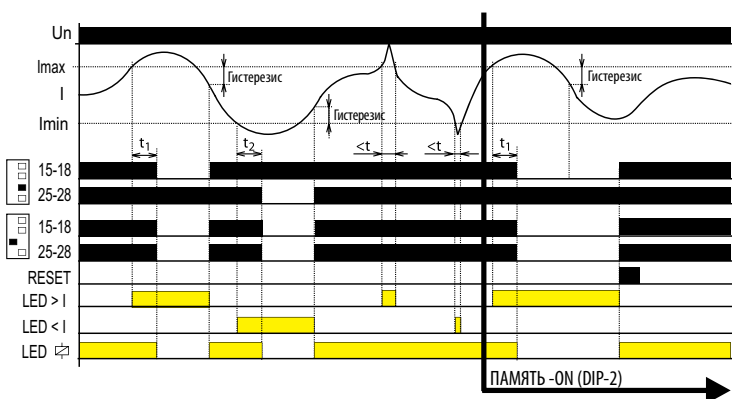 Un
Imax
Гистерезис
Гистерезис
I
Гистерезис
Imin
t1
t2
<t
<t
t1
15-18
25-28
15-18
25-28
RESET
LED > I
LED < I
LED
ПАМЯТЬ -ON (DIP-2)